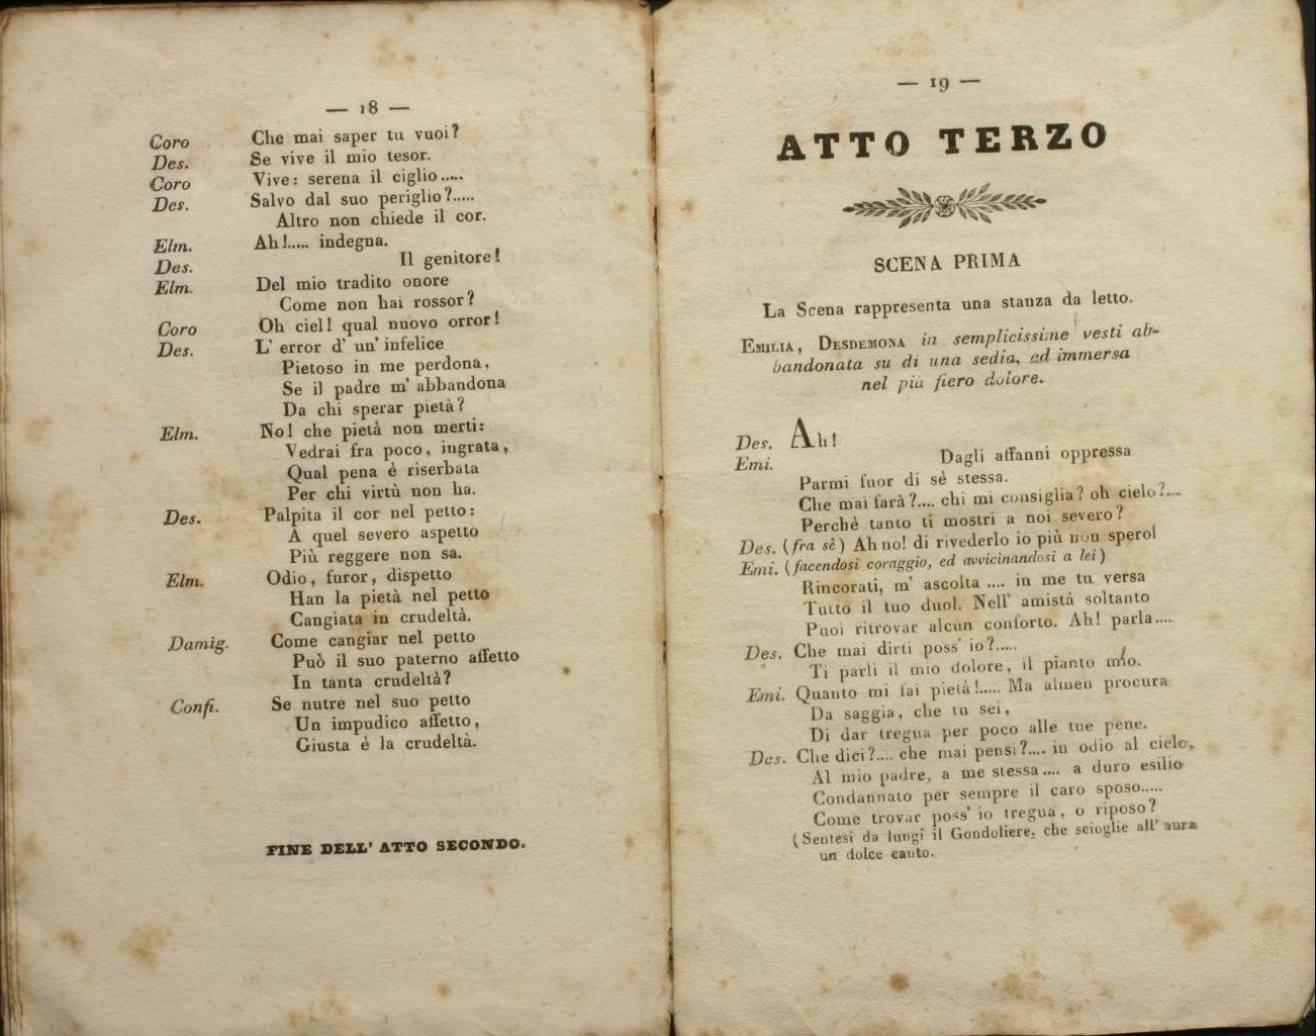 — 18 —
Coro Che mai saper tu vuoi?
Des. Se vive il mio tesor.
Coro Vive: serena il ciglio.....
Des. Salvo dal suo periglio?.....
Altro non chiede il cor.
Elm. Ah!..... indegna.
Des. Il genitore!
Elm. Del mio tradito onore
Come non hai rossor?
Coro Oh ciel! qual nuovo orror!
Des. L' error d' un' infelice
Pietoso in me perdona,
Se il padre m' abbandona
Da chi sperar pietà?
Elm. No! che pietà non merti:
Vedrai fra poco, ingrata,
Qual pena è riserbata
Per chi virtù non ha.
Des. Palpita il cor nel petto:
A quel severo aspetto
Più reggere non sa.
Elm. Odio, furor, dispetto
Han la pietà nel petto
Cangiata in crudeltà.
Damig. Come cangiar nel petto
Può il suo paterno affetto
In tanta crudeltà?
Confi. Se nutre nel suo petto
Un impudico affetto,
Giusta è la crudeltà.
FINE DELL' ATTO SECONDO.
— 19 —
ATTO TERZO
SCENA PRIMA
La Scena rappresenta una stanza da letto.
EMILIA, DESDEMONA in semplicissime vesti ab-
bandonata su di una sedia, ed immersa
nel più fiero dolore.
Des. Ah!
Emi. Dagli affanni oppressa
Parmi fuor di sè stessa.
Che mai farà?.... chi mi consiglia? oh cielo?....
Perchè tanto ti mostri a noi severo?
Des. (fra sè) Ah no! di rivederlo io più non spero!
Emi. (facendosi coraggio, ed avvicinandosi a lei)
Rincorati, m' ascolta .... in me tu versa
Tutto il tuo duol. Nell' amistà soltanto
Puoi ritrovar alcun conforto. Ah! parla....
Des. Che mai dirti poss' io?.....
Ti parli il mio dolore, il pianto mio.
Emi. Quanto mi fai pietà!..... Ma almen procura
Da saggia, che tu sei,
Di dar tregua per poco alle tue pene.
Des. Che dici?.... che mai pensi?.... in odio al cielo,
Al mio padre, a me stessa.... a duro esilio
Condannato per sempre il caro sposo.....
Come trovar poss' io tregua, o riposo?
(Sentesi da lungi il Gondoliere, che scioglie all' aura
un dolce canto.